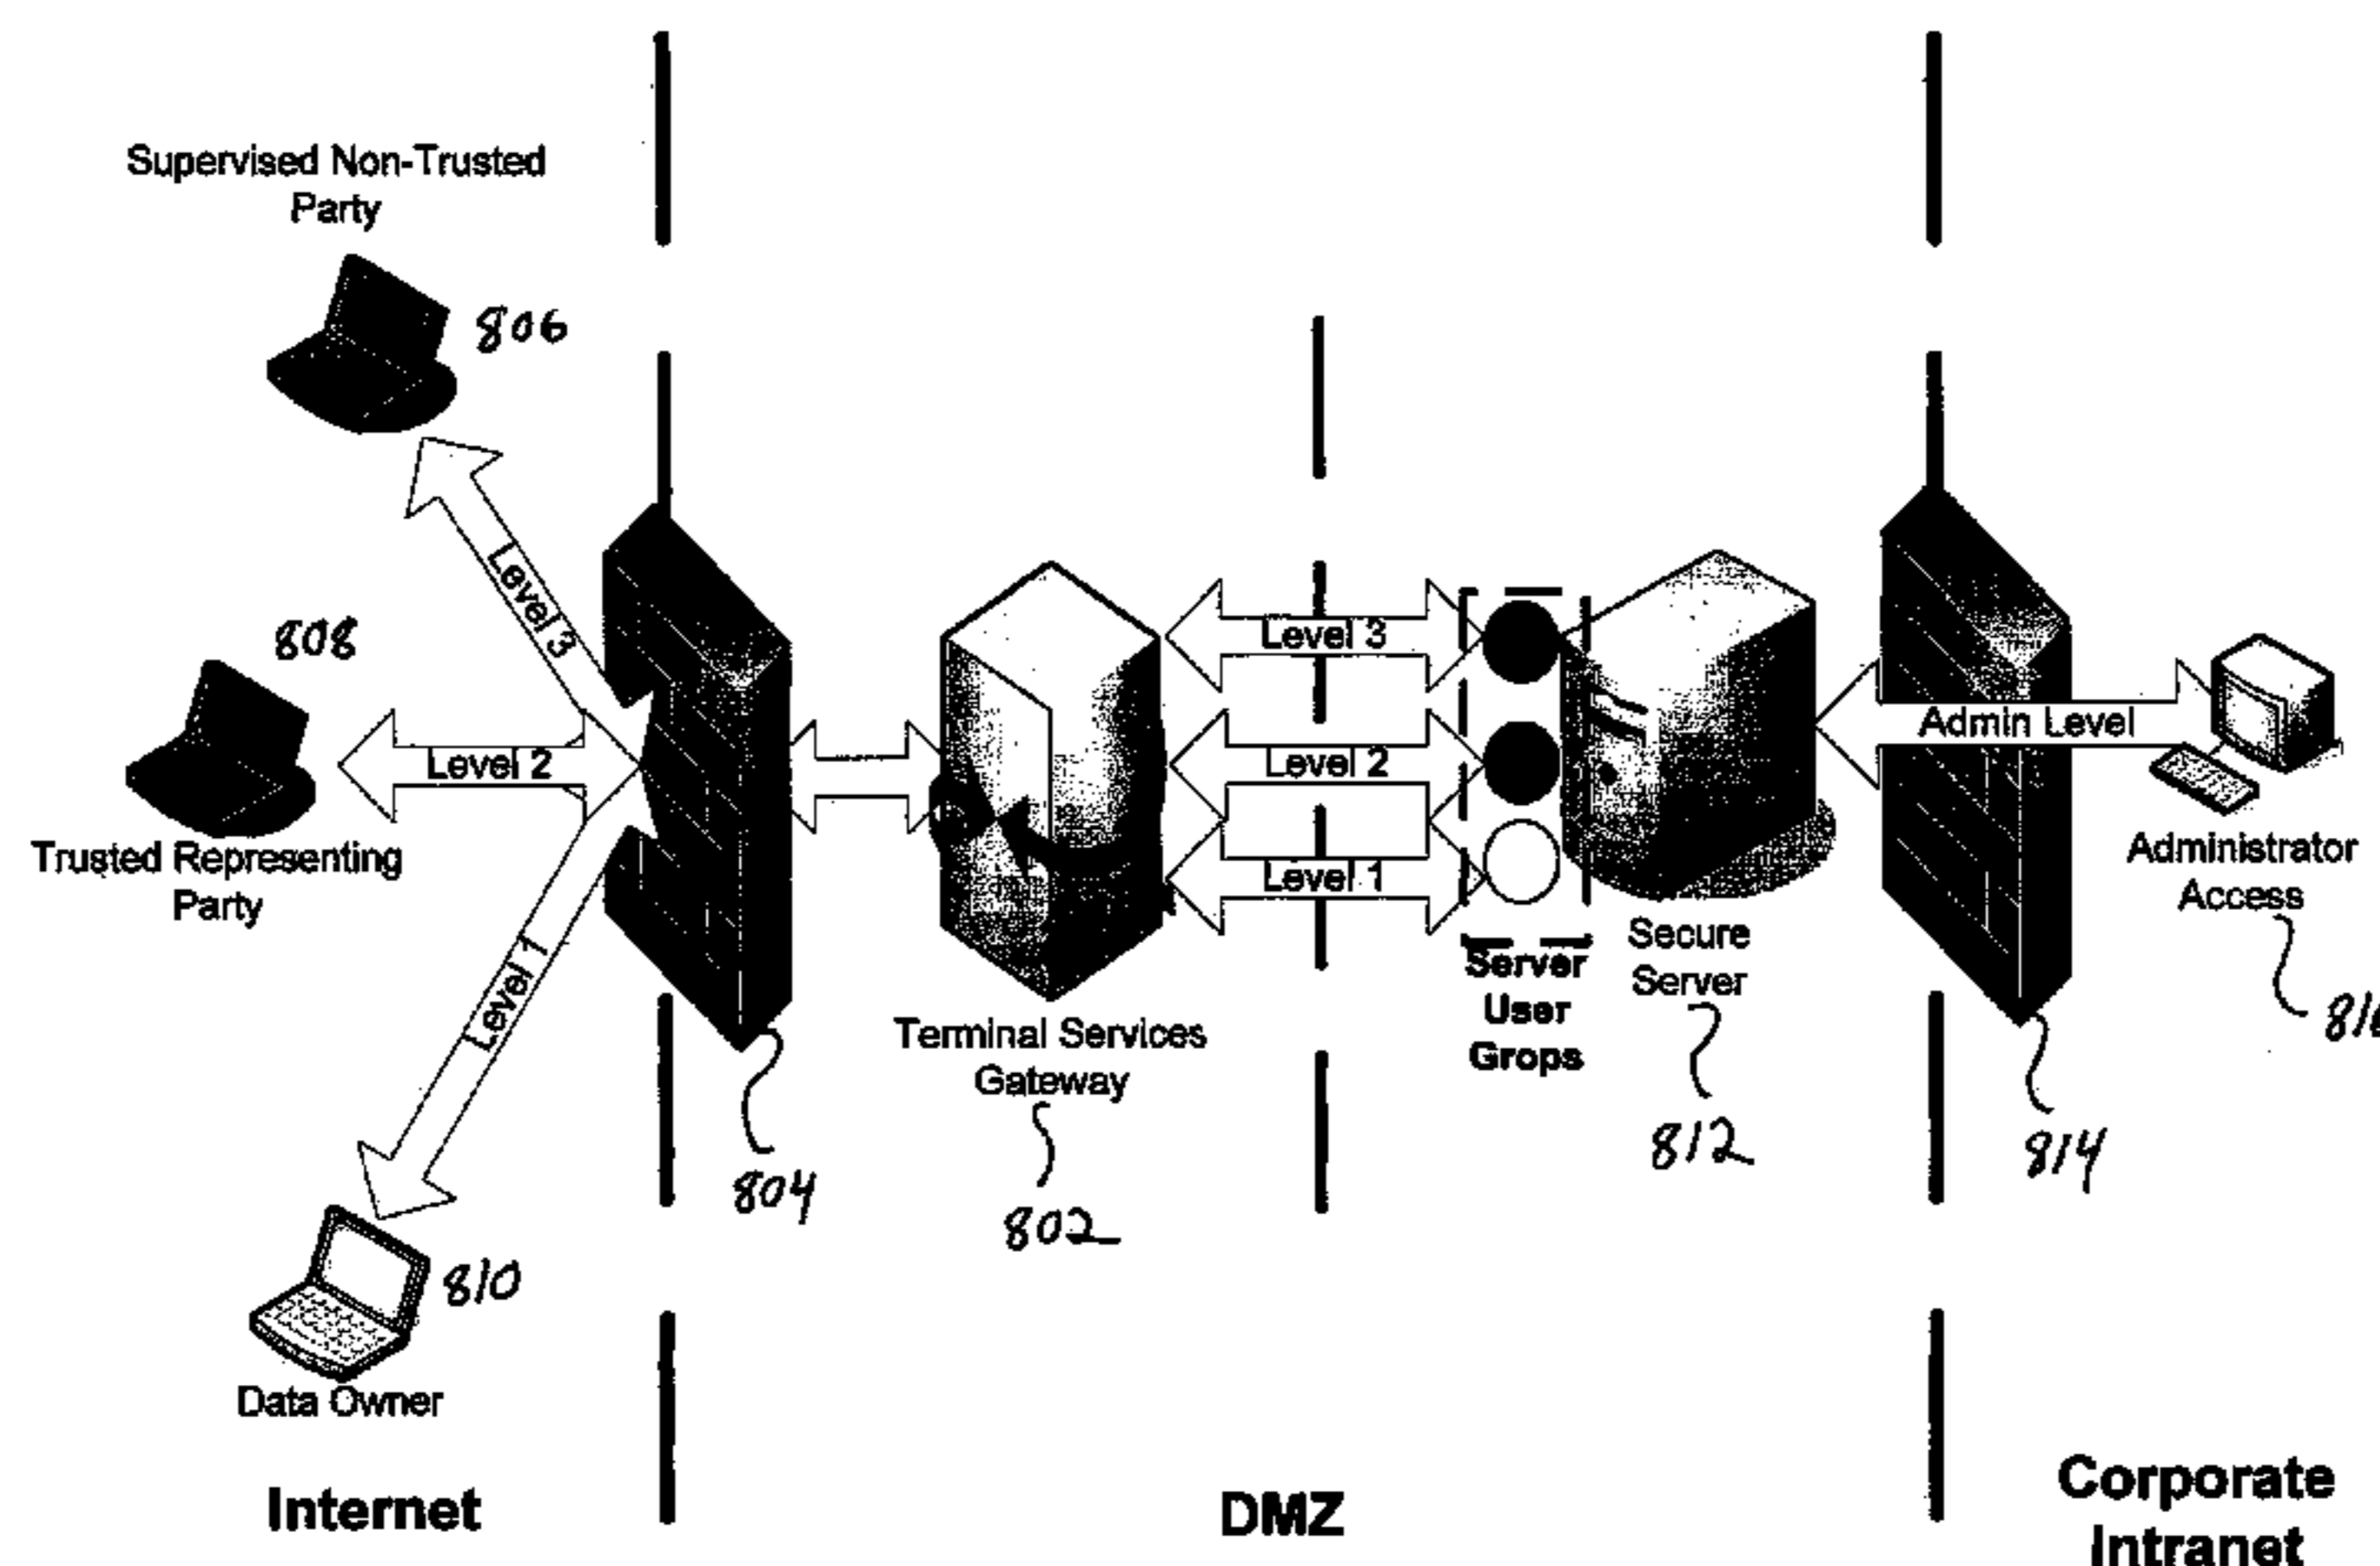 Supervised Non-Trusted
Party
806
Level 3
808
Level 2
Trusted Representing
Party
Level 1
810
Data Owner
804
Terminal Services
Gateway
802
Level 3
Level 2
Level 1
Server
User
Grops
Secure
Server
812
814
Admin Level
Administrator
Access
Internet
DMZ
Corporate
Intranet